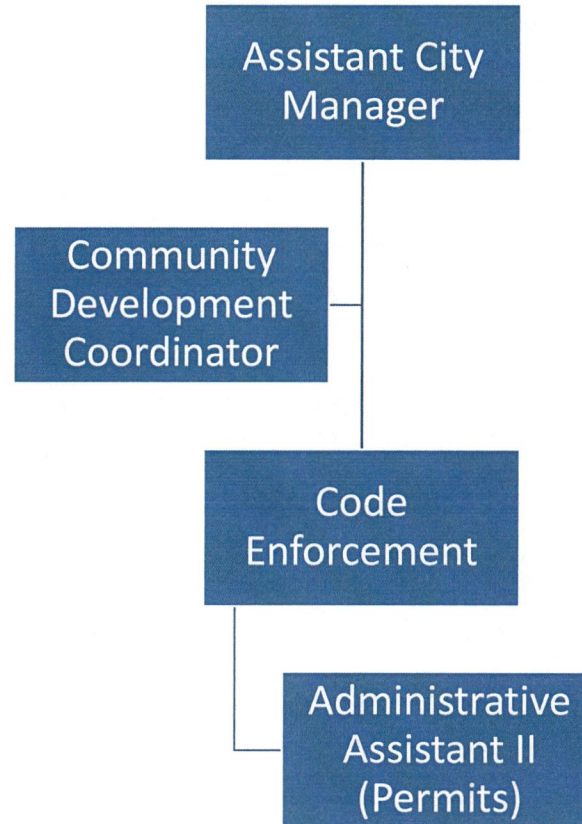 Assistant City
Manager
Community
Development
Coordinator
Code
Enforcement
Administrative
Assistant II
(Permits)